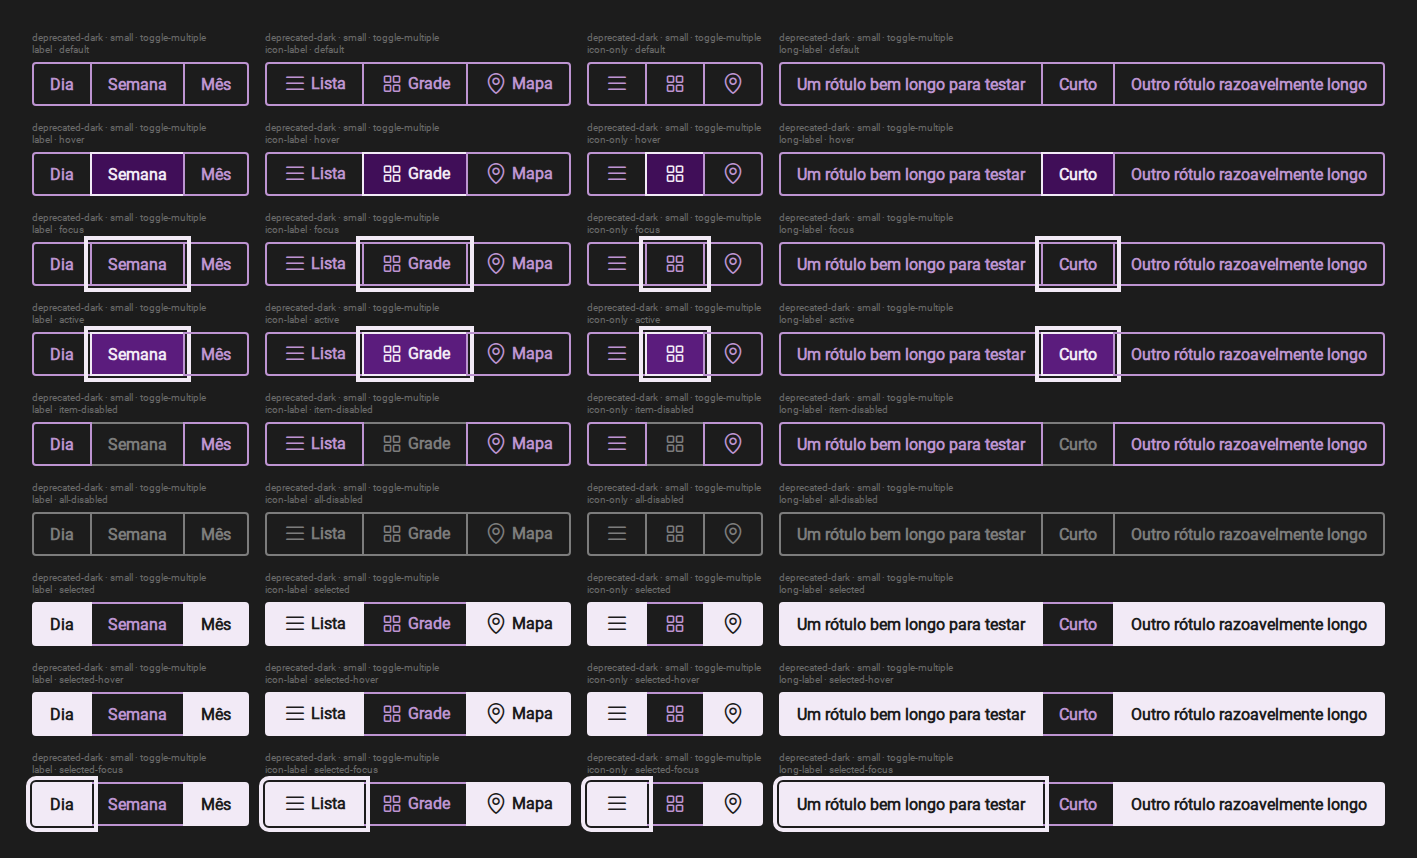 deprecated-dark · small · toggle-multiple
label · default
Dia Semana Mês
deprecated-dark · small · toggle-multiple
icon-label · default
Lista Grade Mapa
deprecated-dark · small · toggle-multiple
icon-only · default
deprecated-dark · small · toggle-multiple
long-label · default
Um rótulo bem longo para testar Curto Outro rótulo razoavelmente longo
deprecated-dark · small · toggle-multiple
label · hover
Dia Semana Mês
deprecated-dark · small · toggle-multiple
icon-label · hover
Lista Grade Mapa
deprecated-dark · small · toggle-multiple
icon-only · hover
deprecated-dark · small · toggle-multiple
long-label · hover
Um rótulo bem longo para testar Curto Outro rótulo razoavelmente longo
deprecated-dark · small · toggle-multiple
label · focus
Dia Semana Mês
deprecated-dark · small · toggle-multiple
icon-label · focus
Lista Grade Mapa
deprecated-dark · small · toggle-multiple
icon-only · focus
deprecated-dark · small · toggle-multiple
long-label · focus
Um rótulo bem longo para testar Curto Outro rótulo razoavelmente longo
deprecated-dark · small · toggle-multiple
label · active
Dia Semana Mês
deprecated-dark · small · toggle-multiple
icon-label · active
Lista Grade Mapa
deprecated-dark · small · toggle-multiple
icon-only · active
deprecated-dark · small · toggle-multiple
long-label · active
Um rótulo bem longo para testar Curto Outro rótulo razoavelmente longo
deprecated-dark · small · toggle-multiple
label · item-disabled
Dia Semana Mês
deprecated-dark · small · toggle-multiple
icon-label · item-disabled
Lista Grade Mapa
deprecated-dark · small · toggle-multiple
icon-only · item-disabled
deprecated-dark · small · toggle-multiple
long-label · item-disabled
Um rótulo bem longo para testar Curto Outro rótulo razoavelmente longo
deprecated-dark · small · toggle-multiple
label · all-disabled
Dia Semana Mês
deprecated-dark · small · toggle-multiple
icon-label · all-disabled
Lista Grade Mapa
deprecated-dark · small · toggle-multiple
icon-only · all-disabled
deprecated-dark · small · toggle-multiple
long-label · all-disabled
Um rótulo bem longo para testar Curto Outro rótulo razoavelmente longo
deprecated-dark · small · toggle-multiple
label · selected
Dia Semana Mês
deprecated-dark · small · toggle-multiple
icon-label · selected
Lista Grade Mapa
deprecated-dark · small · toggle-multiple
icon-only · selected
deprecated-dark · small · toggle-multiple
long-label · selected
Um rótulo bem longo para testar Curto Outro rótulo razoavelmente longo
deprecated-dark · small · toggle-multiple
label · selected-hover
Dia Semana Mês
deprecated-dark · small · toggle-multiple
icon-label · selected-hover
Lista Grade Mapa
deprecated-dark · small · toggle-multiple
icon-only · selected-hover
deprecated-dark · small · toggle-multiple
long-label · selected-hover
Um rótulo bem longo para testar Curto Outro rótulo razoavelmente longo
deprecated-dark · small · toggle-multiple
label · selected-focus
Dia Semana Mês
deprecated-dark · small · toggle-multiple
icon-label · selected-focus
Lista Grade Mapa
deprecated-dark · small · toggle-multiple
icon-only · selected-focus
deprecated-dark · small · toggle-multiple
long-label · selected-focus
Um rótulo bem longo para testar Curto Outro rótulo razoavelmente longo